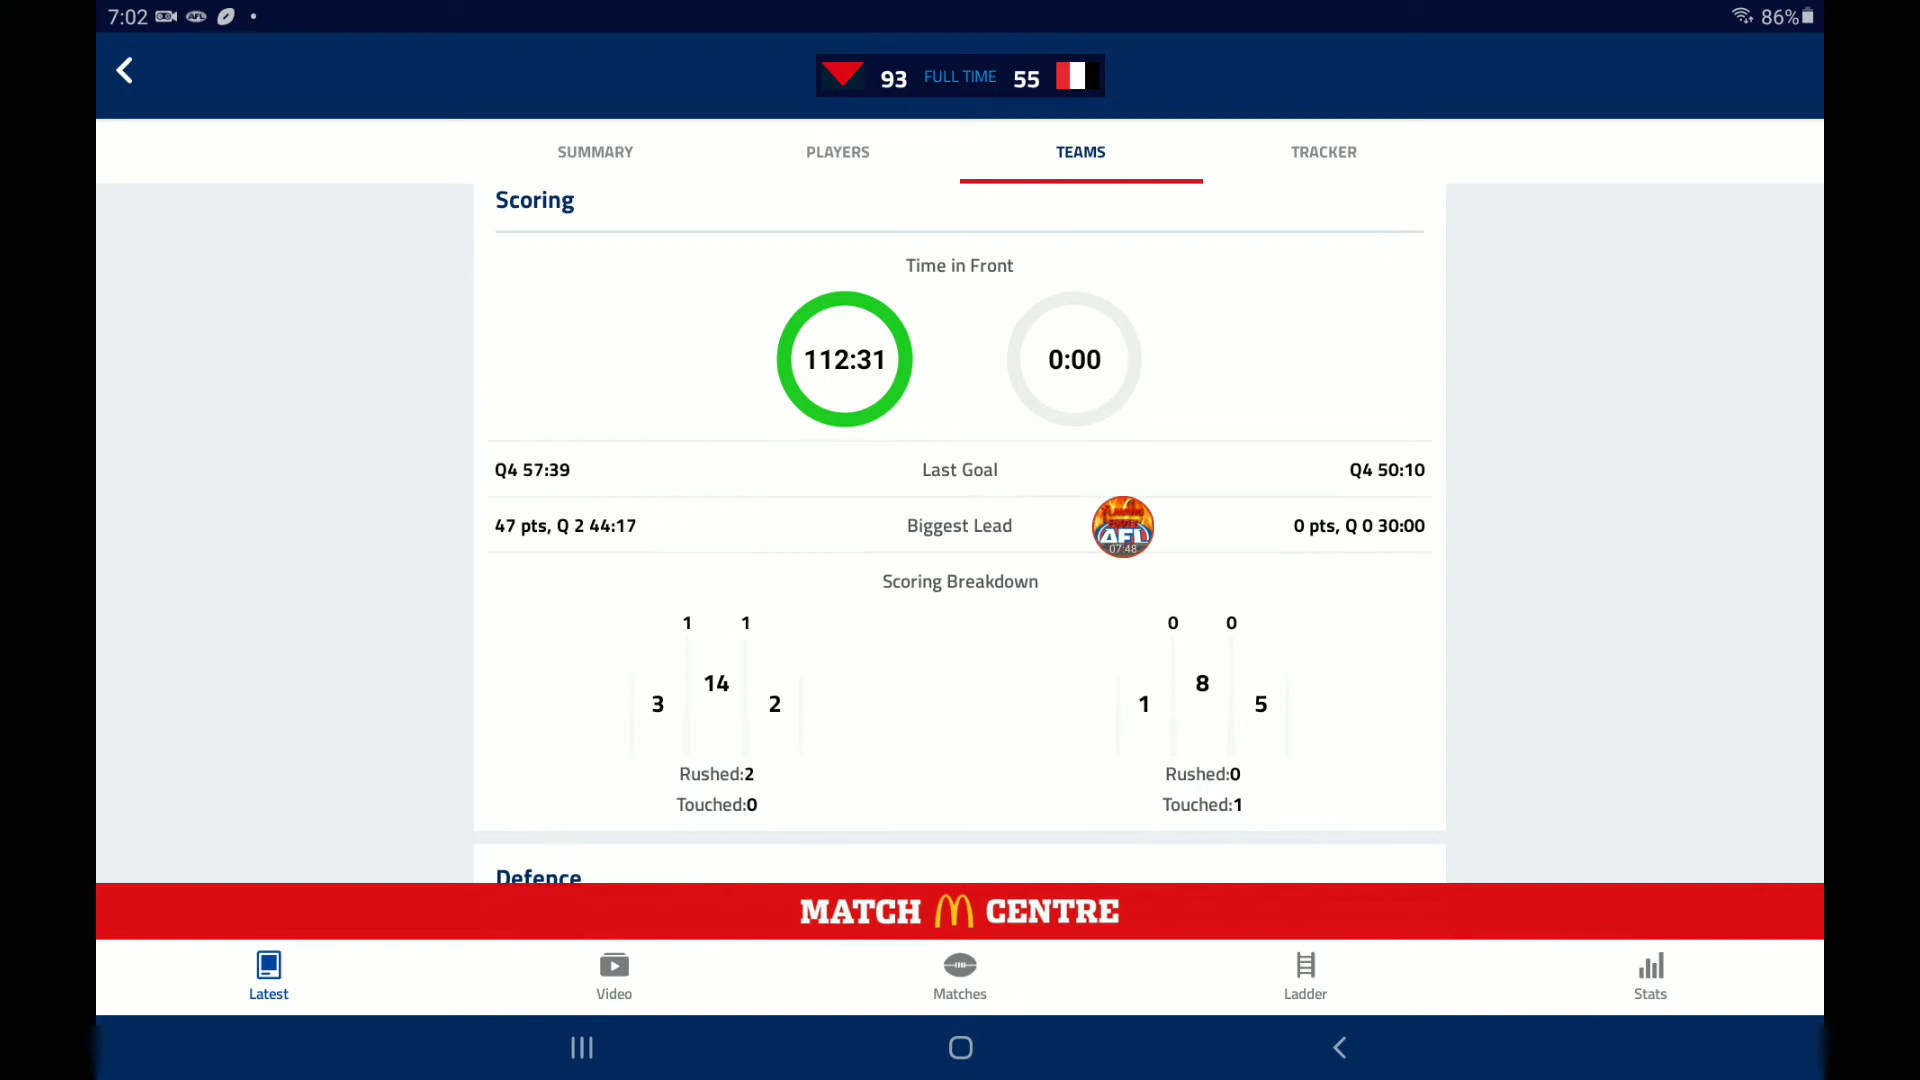 7:02 AFL 86%
93 FULL TIME 55
SUMMARY PLAYERS TEAMS TRACKER
Scoring
Time in Front
112:31 0:00
Q4 57:39 Last Goal Q4 50:10
47 pts, Q 2 44:17 Biggest Lead AFL 0 pts, Q 0 30:00
07:48
Scoring Breakdown
1 1 0 0
14 8
3 2 1 5
Rushed:2 Rushed:0
Touched:0 Touched:1
Defence
MATCH M CENTRE
Latest Video Matches Ladder Stats